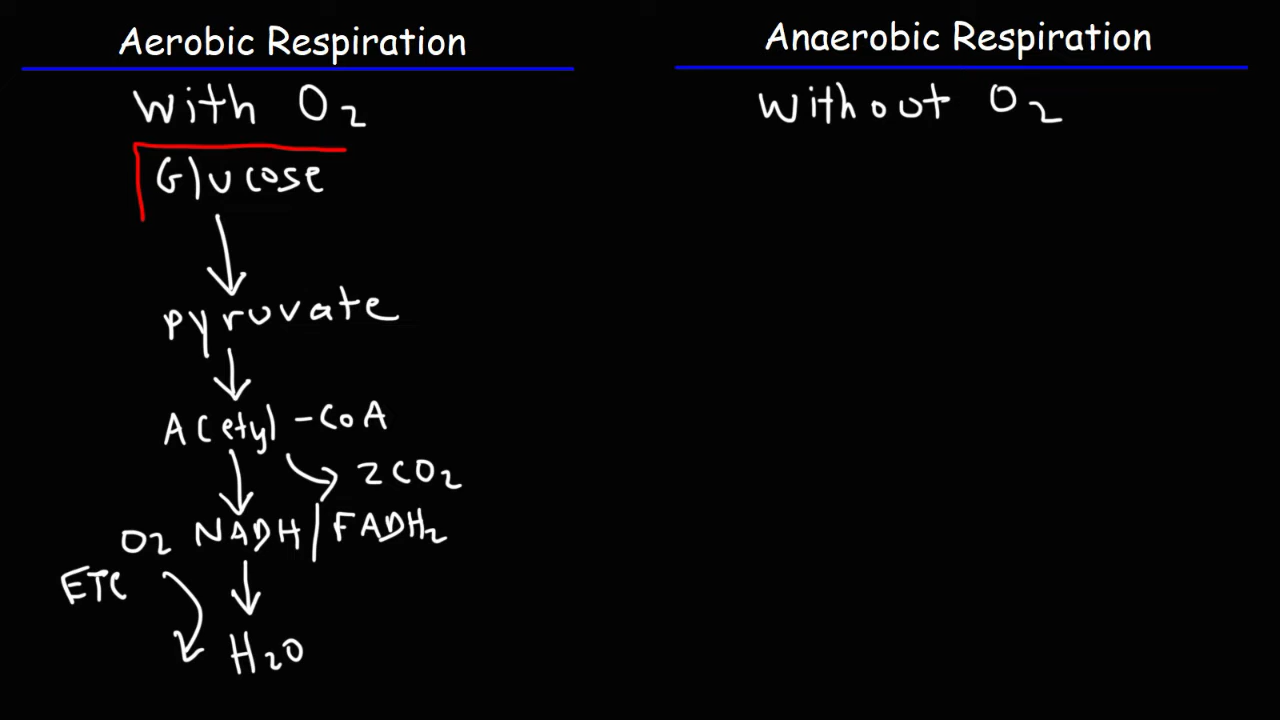 Aerobic Respiration
With O2
Glucose
pyruvate
Acetyl-CoA
2CO2
O2 NADH/FADH2
ETC
H2O
Anaerobic Respiration
without O2